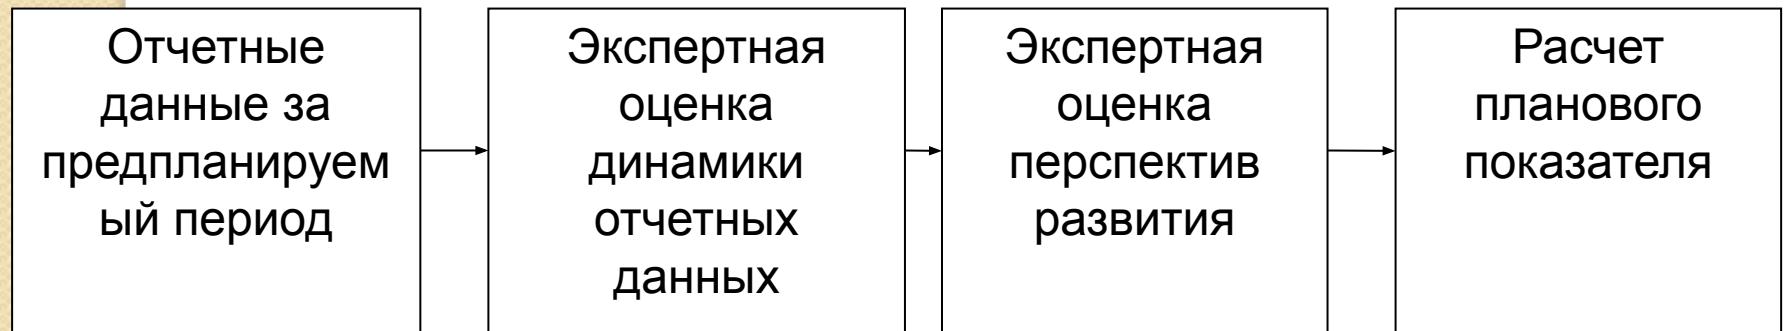 Отчетные
данные за
предпланируем
ый период
Экспертная
оценка
динамики
отчетных
данных
Экспертная
оценка
перспектив
развития
Расчет
планового
показателя